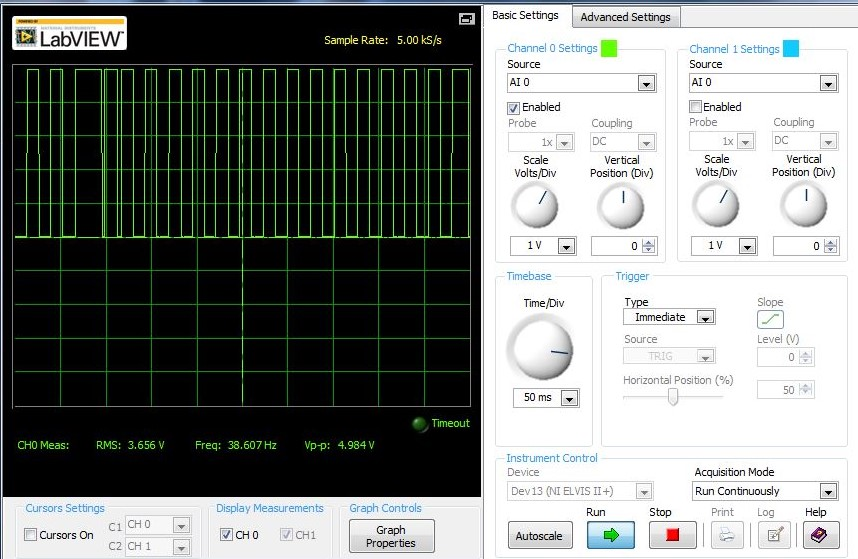 LabVIEW™
Sample Rate: 5.00 kS/s
Timeout
CH0 Meas: RMS: 3.656 V Freq: 38.607 Hz Vp-p: 4.984 V
Cursors Settings
Cursors On
C1 CH 0
C2 CH 1
Display Measurements
CH 0 CH1
Graph Controls
Graph
Properties
Basic Settings Advanced Settings
Channel 0 Settings
Source
AI 0
Enabled
Probe Coupling
1x DC
Scale Vertical
Volts/Div Position (Div)
1 V 0
Channel 1 Settings
Source
AI 0
Enabled
Probe Coupling
1x DC
Scale Vertical
Volts/Div Position (Div)
1 V 0
Timebase
Time/Div
50 ms
Trigger
Type
Immediate
Source
TRIG
Horizontal Position (%)
Slope
Level (V)
0
50
Instrument Control
Device
Dev13 (NI ELVIS II+)
Acquisition Mode
Run Continuously
Run Stop Print Log Help
Autoscale